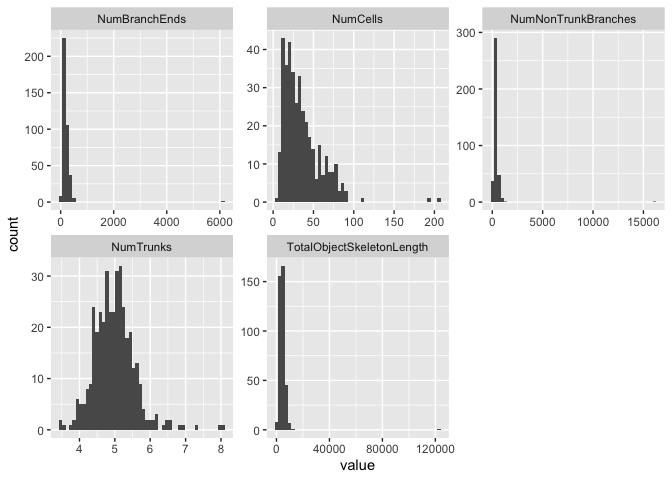 NumBranchEnds
NumCells
NumNonTrunkBranches
200
150
100
50
0
0 2000 4000 6000
40
30
20
10
0
0 50 100 150 200
300
200
100
0
0 5000 10000 15000
count
NumTrunks
TotalObjectSkeletonLength
30
20
10
0
4 5 6 7 8
150
100
50
0
0 40000 80000 120000
value